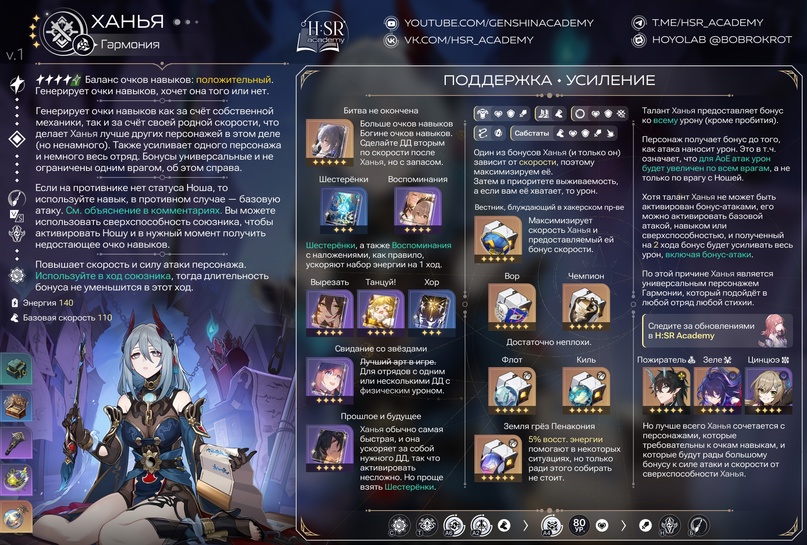 v.1
ХАНЬЯ
Гармония
H:SR
academy
YOUTUBE.COM/GENSHINACADEMY
VK.COM/HSR_ACADEMY
T.ME/HSR_ACADEMY
HOYOLAB @BOBROKROT
Баланс очков навыков: положительный.
Генерирует очки навыков, хочет она того или нет.
Генерирует очков навыков как за счёт собственной
механики, так и за счёт своей родной скорости, что
делает Ханью лучше других персонажей в этом деле
(но ненамного). Также усиливает одного персонажа
и немного весь отряд. Бонусы универсальные и не
ограничены одним врагом, об этом справа.
Если на противнике нет статуса Ноша, то
используйте навык, в противном случае — базовую
атаку. См. объяснение в комментариях. Вы можете
использовать сверхспособность союзника, чтобы
активировать Ношу и в нужный момент получить
недостающее очко навыков.
Повышает скорость и силу атаки персонажа.
Используйте в ход союзника, тогда длительность
бонуса не уменьшится в этот ход.
Энергия 140
Базовая скорость 110
ПОДДЕРЖКА • УСИЛЕНИЕ
Битва не окончена
Больше очков навыков
Богине очков навыков.
Сделайте ДД вторым
по скорости после
Ханьи, но с запасом.
Шестерёнки
Воспоминания
Шестерёнки, а также Воспоминания
с наложениями, как правило,
ускоряют набор энергии на 1 ход.
Вырезать
Танцуй!
Хор
Свидание со звёздами
Лучший арт в игре.
Для отрядов с одним
или несколькими ДД с
физическим уроном.
Прошлое и будущее
Ханья обычно самая
быстрая, и она
ускоряет за собой
нужного ДД, так что
активировать
несложно. Но проще
взять Шестерёнки.
Сабстаты
Один из бонусов Ханьи (и только он)
зависит от скорости, поэтому
максимизируем её.
Затем в приоритете выживаемость,
а если вам её хватает, то урон.
Вестник, блуждающий в хакерском пр-ве
Максимизирует
скорость Ханьи и
предоставляемый ей
бонус скорости.
Вор
Чемпион
Достаточно неплохи.
Флот
Киль
Земля грёз Пенакония
5% восст. энергии
помогают в некоторых
ситуациях, но только
ради этого собирать
не стоит.
Талант Ханьи предоставляет бонус
ко всему урону (кроме пробития).
Персонаж получает бонус до того,
как атака наносит урон. Это в т.ч.
означает, что для АоЕ атак урон
будет увеличен по всем врагам, а не
только по врагу с Ношей.
Хотя талант Ханьи не может быть
активирован бонус-атаками, его
можно активировать базовой
атакой, навыком или
сверхспособностью, и полученный
на 2 хода бонус будет усиливать весь
урон, включая бонус-атаки.
По этой причине Ханья является
универсальным персонажем
Гармонии, который подойдёт в
любой отряд любой стихии.
Следите за обновлениями
в H:SR Academy
Пожиратель
Зеле
Цинцюэ
Но лучше всего Ханья сочетается с
персонажами, которые
требовательны к очкам навыкам, и
которые будут рады большому
бонусу к силе атаки и скорости от
сверхспособности Ханьи.
80
УР.